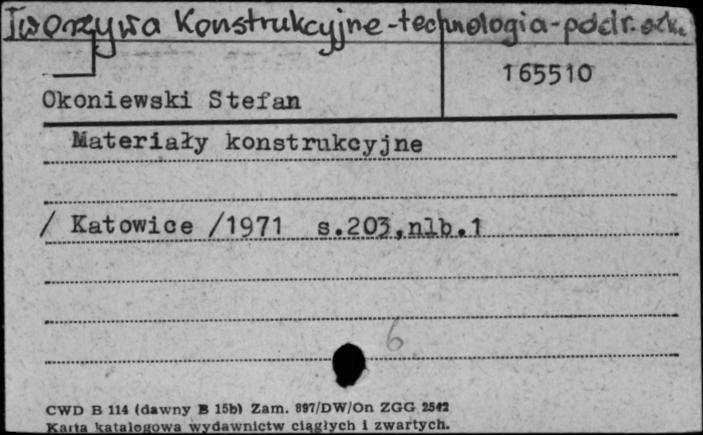 Tworzywa Konstrukcyjne-technologia-podr. szk.
165510
Okoniewski Stefan
Materiały konstrukcyjne
/ Katowice /1971 s.203,nlb.1
6
CWD B 114 (dawny B 15b) Zam. 897/DW/On ZGG 2542
Karta katalogowa wydawnictw ciągłych i zwartych.